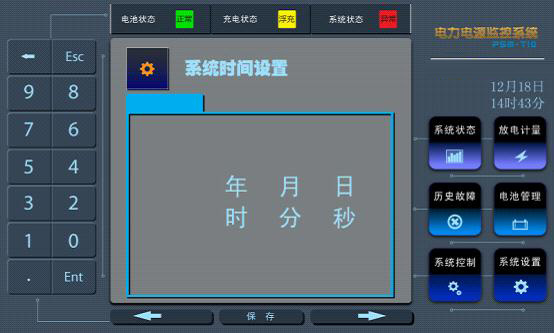 电池状态 正常 充电状态 浮充 系统状态 异常
电力电源监控系统
PSM-T10
Esc
系统时间设置
9 8
12月18日
14时43分
7 6
系统状态 放电计量
5 4
年 月 日
3 2
历史故障 电池管理
时 分 秒
1 0
系统控制 系统设置
. Ent
保存